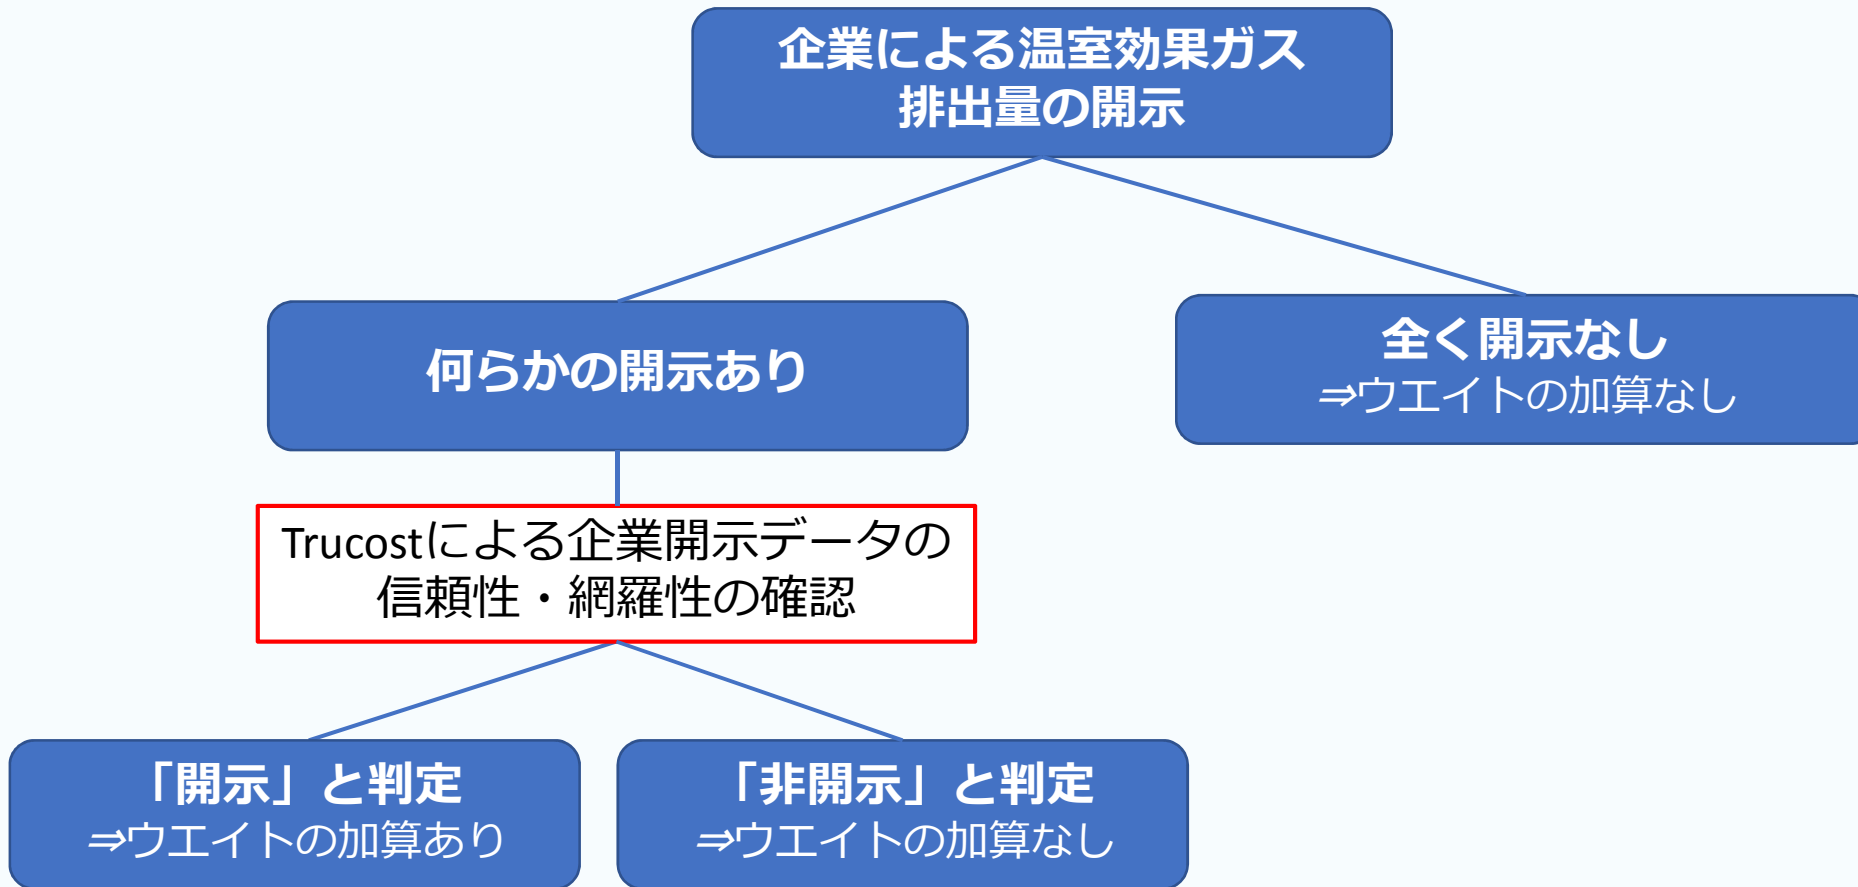 企業による温室効果ガス
排出量の開示
何らかの開示あり
全く開示なし
⇒ウエイトの加算なし
Trucostによる企業開示データの
信頼性・網羅性の確認
「開示」と判定
⇒ウエイトの加算あり
「非開示」と判定
⇒ウエイトの加算なし